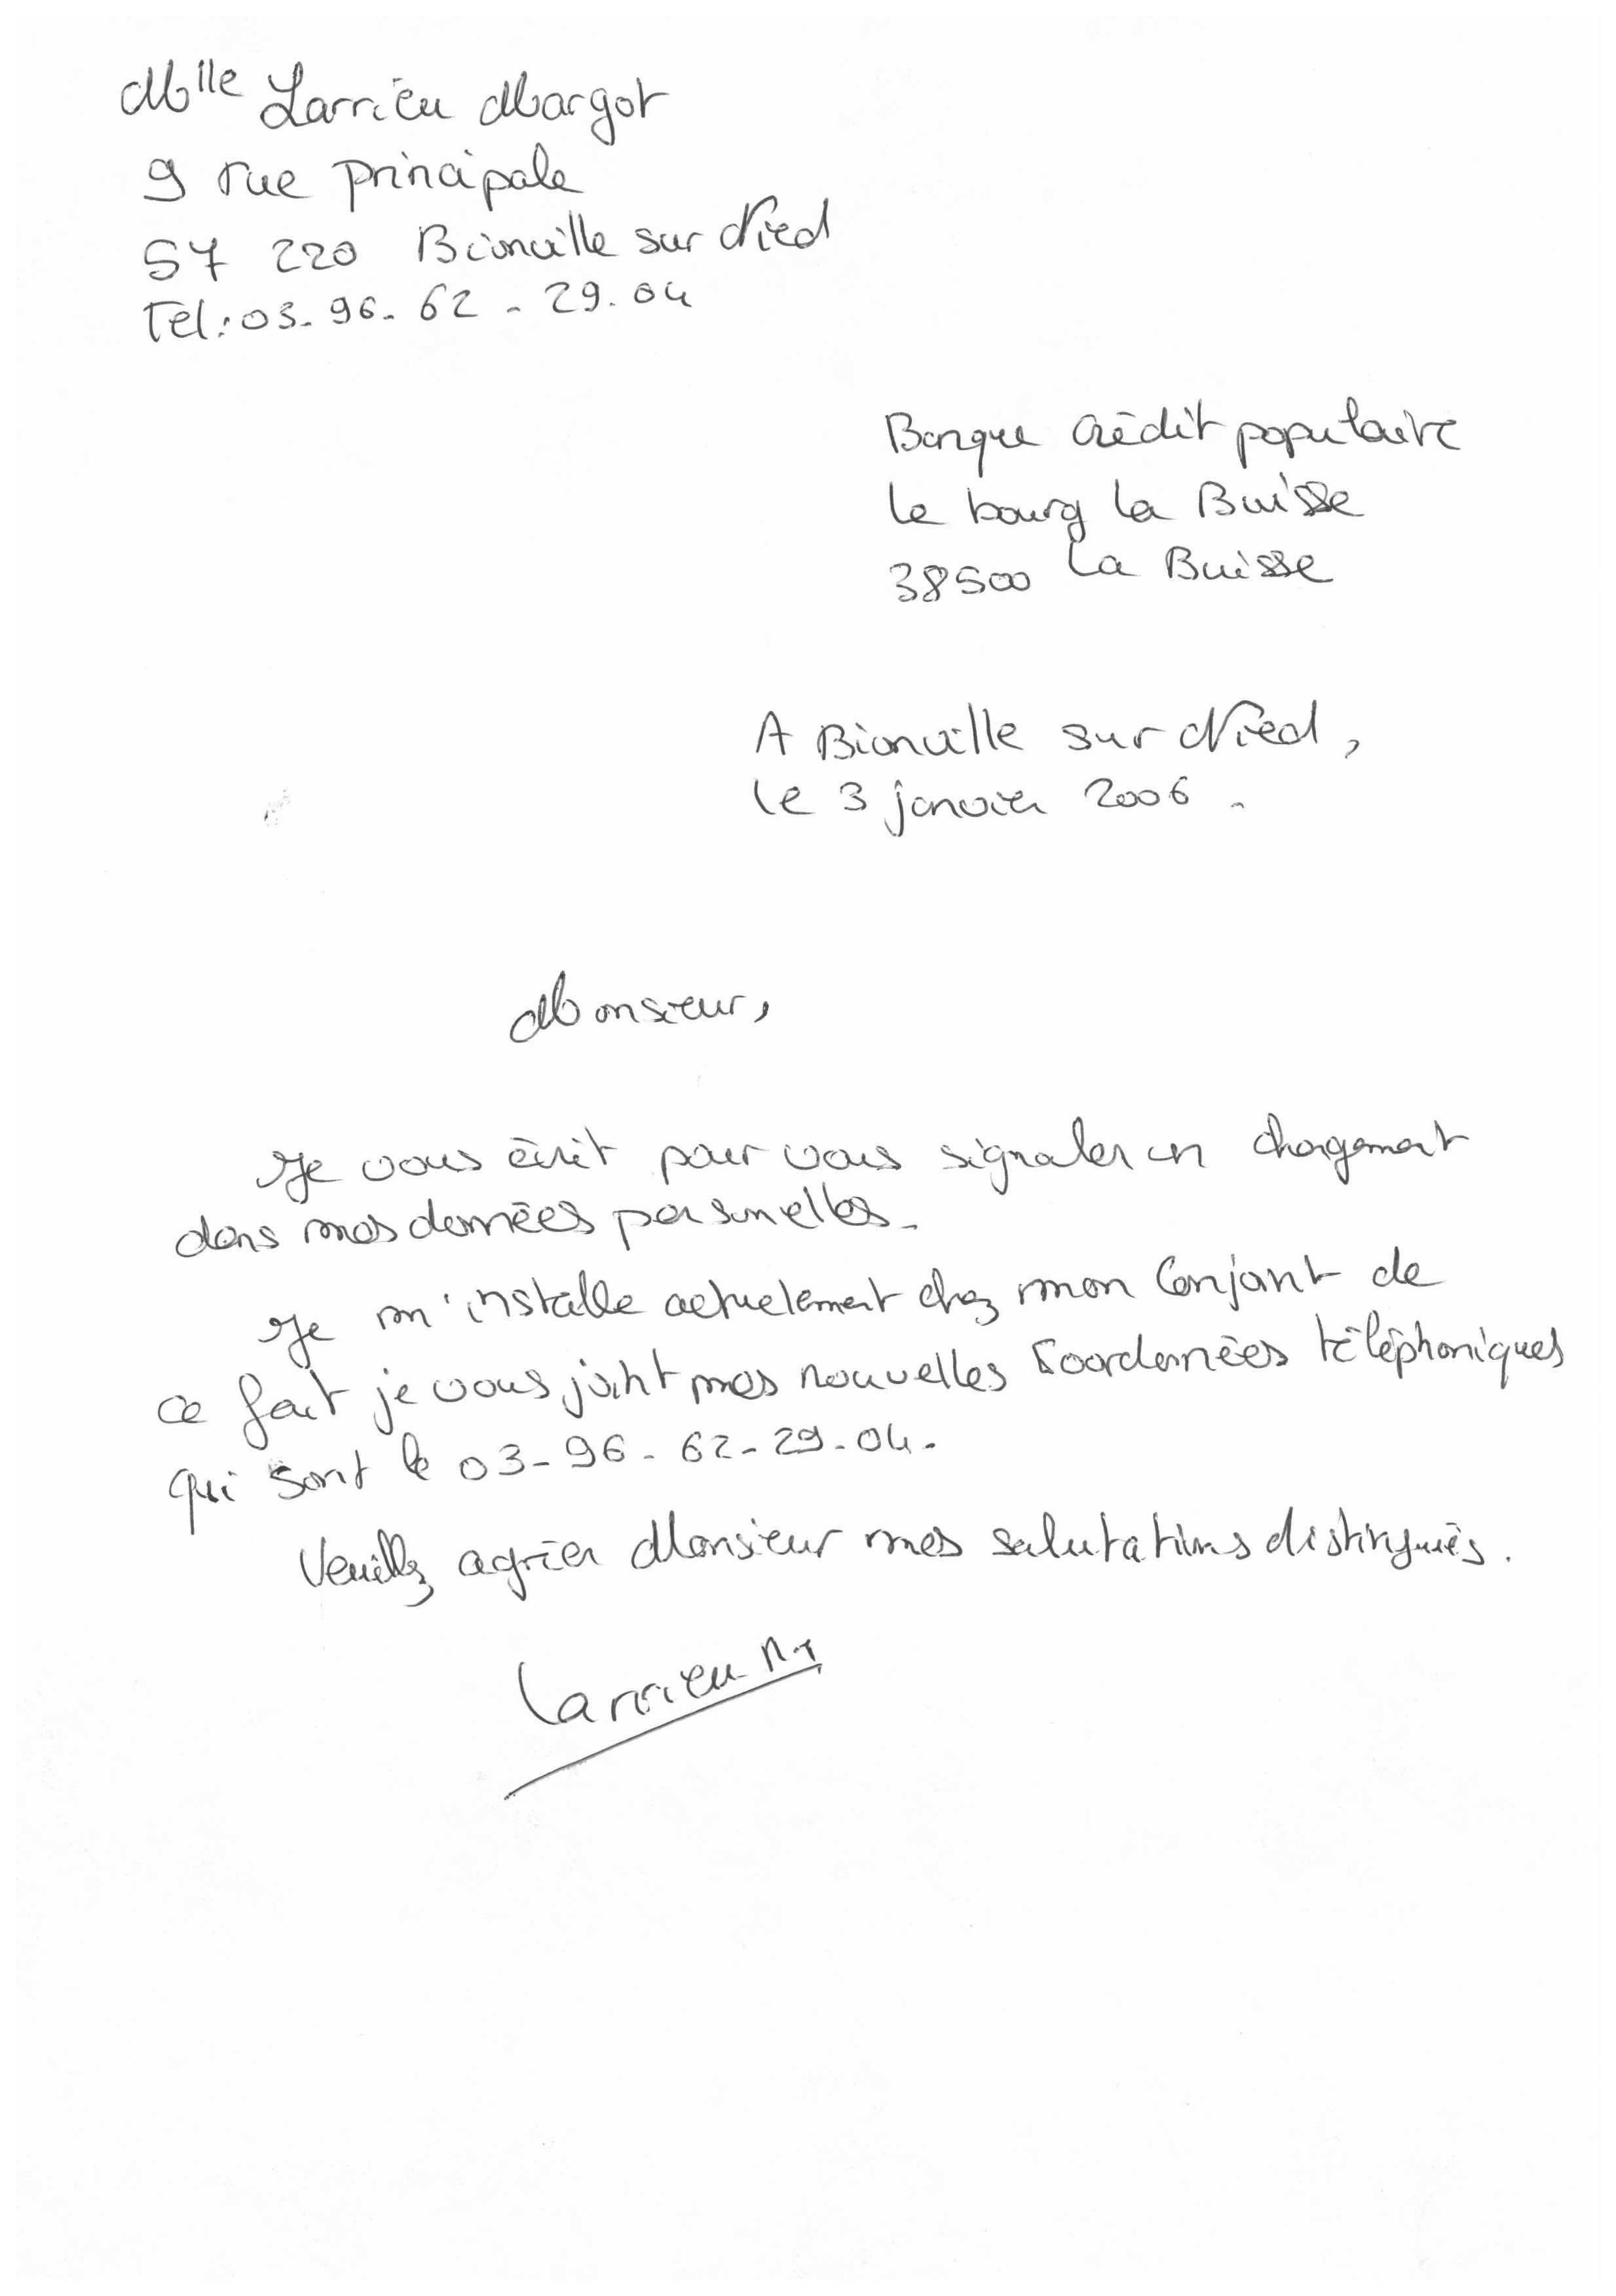 Mlle Larrieu Margot
9 rue principale
57 220 Bionville sur Nied
Tel: 03-96-62-29.04
Banque crédit populaire
le bourg la Buisse
38500 La Buisse
A Bionville sur Nied,
le 3 janvier 2006.
Monsieur,
Je vous écrit pour vous signaler un changement
dans mes données personelles.
Je m'installe actuelement chez mon Conjoint de
ce fait je vous joint mes nouvelles Coordonnées téléphoniques
qui sont le 03-96-62-29-04.
Veuillez agréer Monsieur mes salutations distingués.
Larrieu M